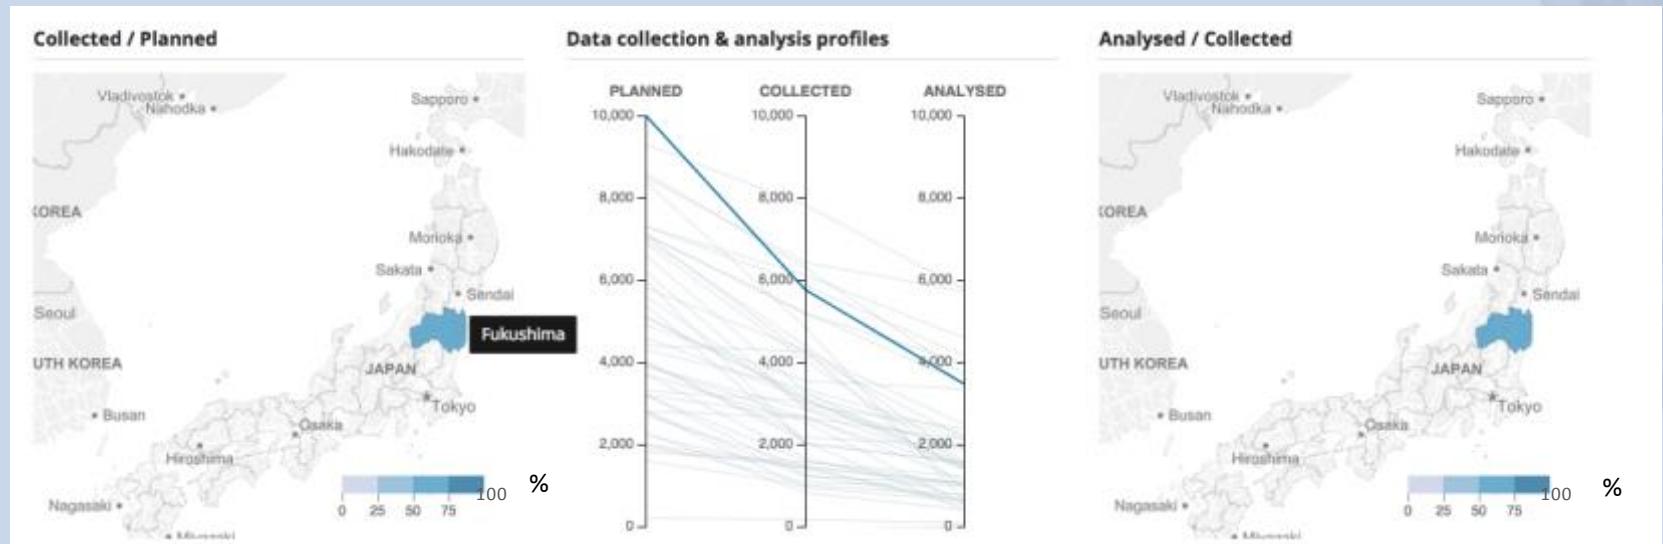 Collected / Planned
Vladivostok
Nahodka
Sapporo
Hakodate
KOREA
Morioka
Sakata
Sendai
Seoul
Fukushima
UTH KOREA
JAPAN
Tokyo
Busan
Osaka
Hiroshima
Nagasaki
100 %
0 25 50 75
Data collection & analysis profiles
PLANNED COLLECTED ANALYSED
10,000 10,000 10,000
8,000 8,000 8,000
6,000 6,000 6,000
4,000 4,000 4,000
2,000 2,000 2,000
0 0 0
Analysed / Collected
Vladivostok
Nahodka
Sapporo
Hakodate
KOREA
Morioka
Sakata
Sendai
Seoul
UTH KOREA
JAPAN
Tokyo
Busan
Osaka
Hiroshima
Nagasaki
100 %
0 25 50 75